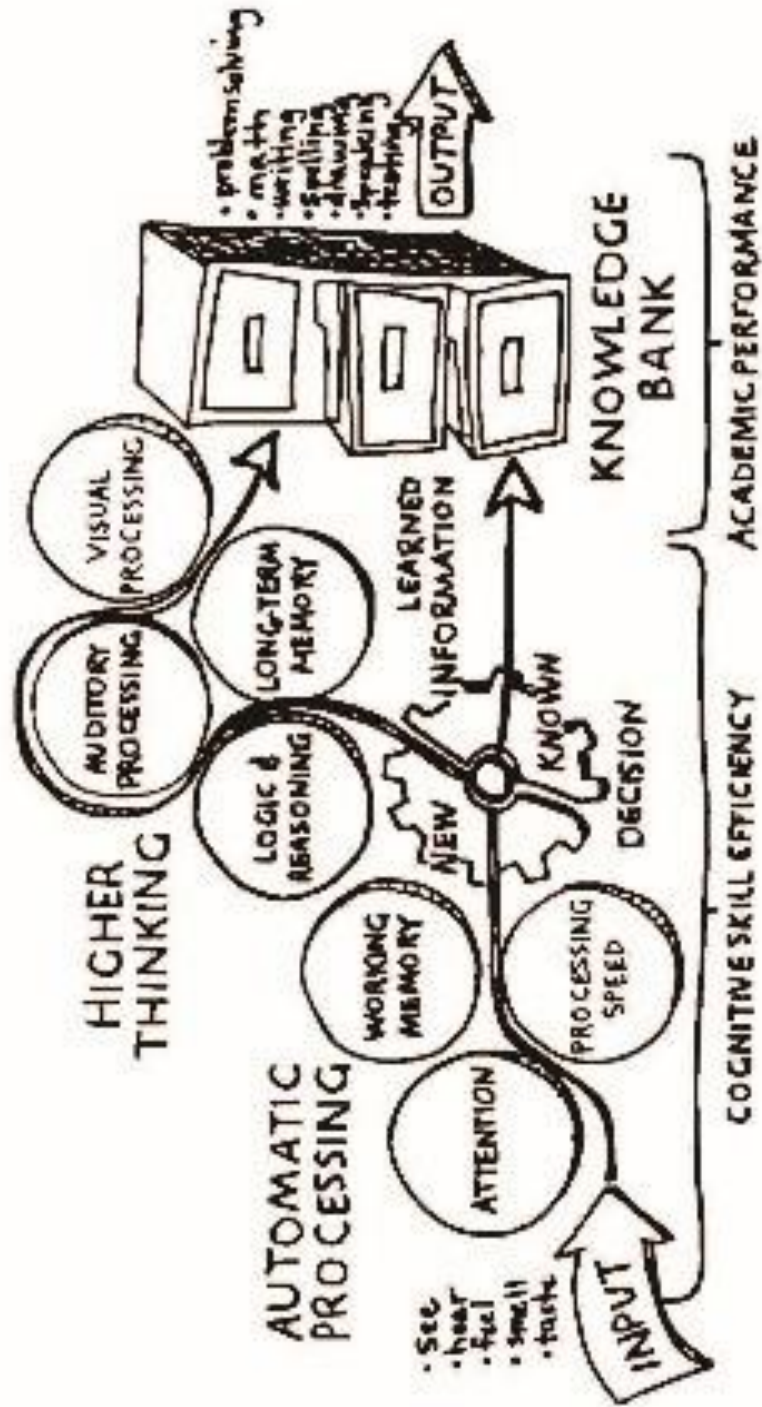 HIGHER
THINKING
AUDITORY
PROCESSING
VISUAL
PROCESSING
LOGIC &
REASONING
LONG-TERM
MEMORY
AUTOMATIC
PROCESSING
WORKING
MEMORY
ATTENTION
PROCESSING
SPEED
• see
• hear
• feel
• smell
• taste
INPUT
NEW
KNOWN
DECISION
LEARNED
INFORMATION
KNOWLEDGE
BANK
• problem solving
• math
• writing
• spelling
• drawing
• speaking
• testing
OUTPUT
COGNITIVE SKILL EFFICIENCY
ACADEMIC PERFORMANCE